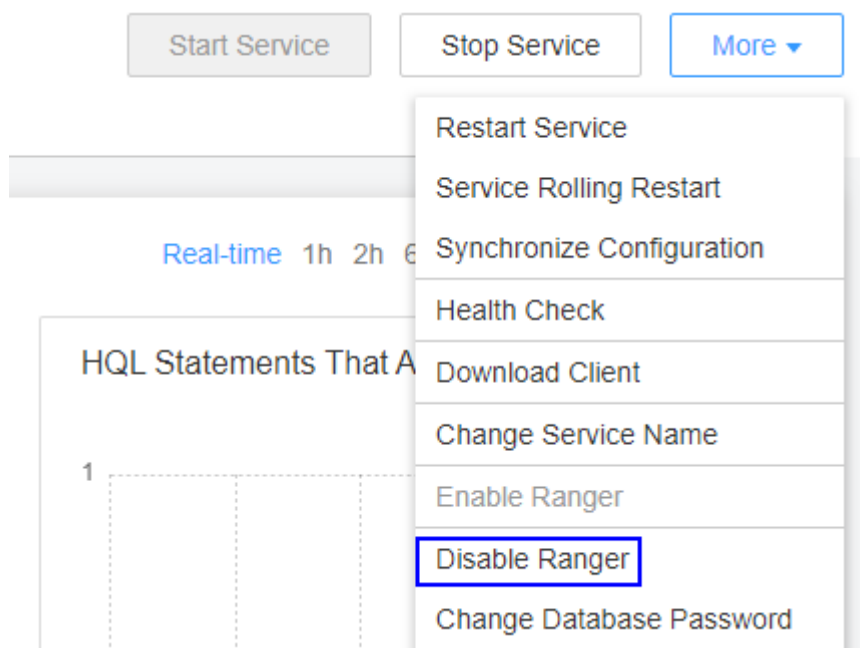 Start Service Stop Service More
Restart Service
Service Rolling Restart
Real-time 1h 2h 6 Synchronize Configuration
Health Check
HQL Statements That A
Download Client
Change Service Name
1
Enable Ranger
Disable Ranger
Change Database Password